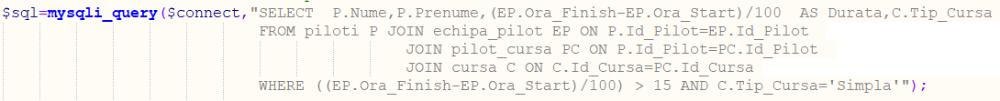 $sql=mysqli_query($connect,"SELECT  P.Nume,P.Prenume,(EP.Ora_Finish-EP.Ora_Start)/100  AS Durata,C.Tip_Cursa
FROM piloti P JOIN echipa_pilot EP ON P.Id_Pilot=EP.Id_Pilot
JOIN pilot_cursa PC ON P.Id_Pilot=PC.Id_Pilot
JOIN cursa C ON C.Id_Cursa=PC.Id_Cursa
WHERE ((EP.Ora_Finish-EP.Ora_Start)/100) > 15 AND C.Tip_Cursa='Simpla'");